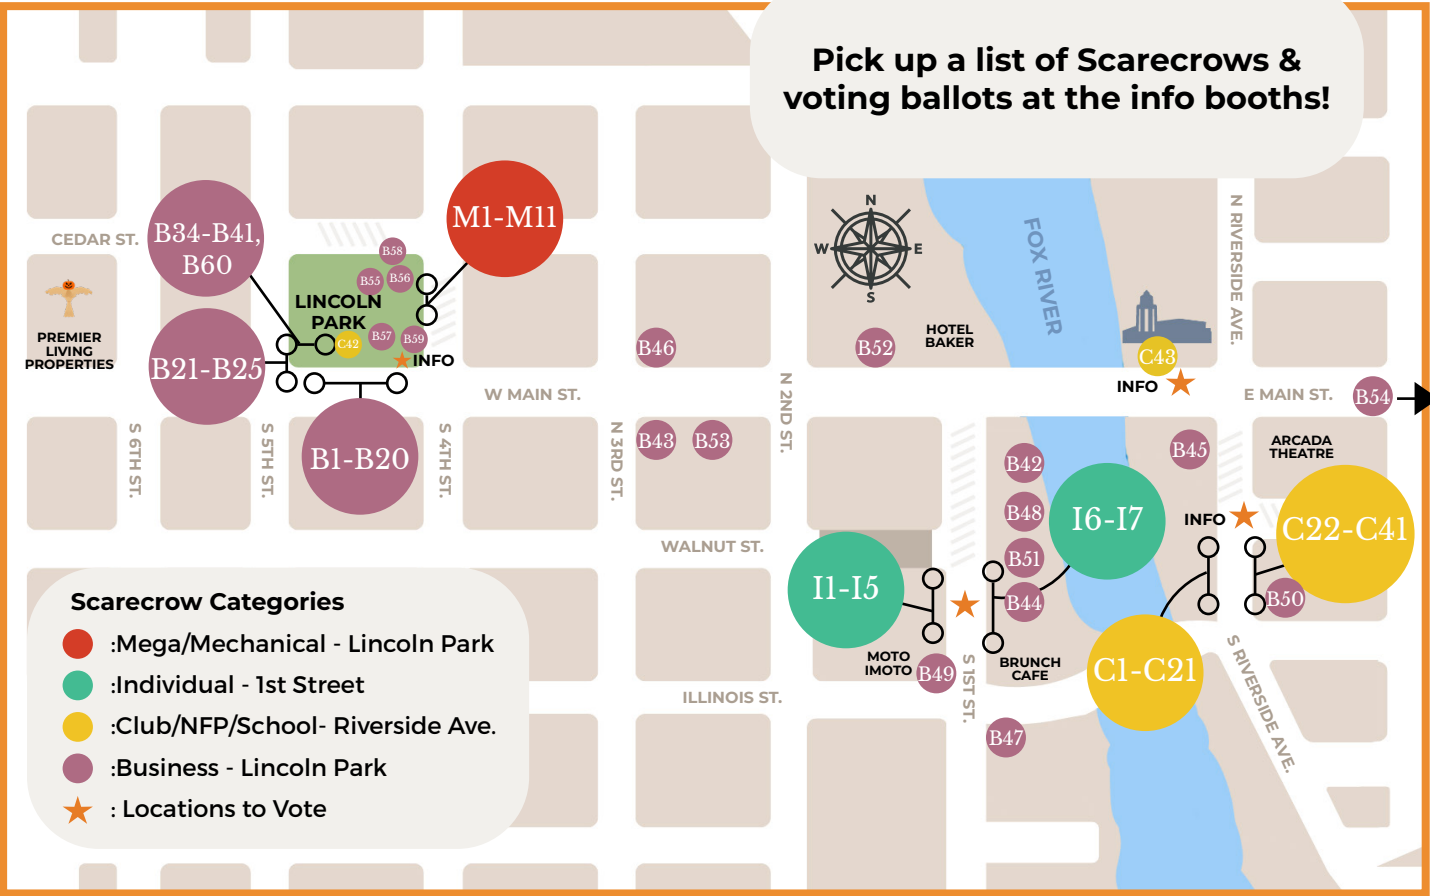 Pick up a list of Scarecrows &
voting ballots at the info booths!
CEDAR ST.
PREMIER
LIVING
PROPERTIES
B34-B41,
B60
B21-B25
B1-B20
M1-M11
B58
B55
B56
LINCOLN
PARK
C42
B57
B59
INFO
W MAIN ST.
S 6TH ST.
S 5TH ST.
S 4TH ST.
N 3RD ST.
N 2ND ST.
B46
B43
B53
WALNUT ST.
ILLINOIS ST.
N
W
E
S
B52
HOTEL
BAKER
FOX RIVER
N RIVERSIDE AVE.
C43
INFO
E MAIN ST.
B54
ARCADA
THEATRE
B45
B42
B48
B51
B44
I6-I7
INFO
C22-C41
B50
I1-I5
MOTO
IMOTO
B49
S 1ST ST.
BRUNCH
CAFE
C1-C21
B47
S RIVERSIDE AVE.
Scarecrow Categories
:Mega/Mechanical - Lincoln Park
:Individual - 1st Street
:Club/NFP/School- Riverside Ave.
:Business - Lincoln Park
: Locations to Vote